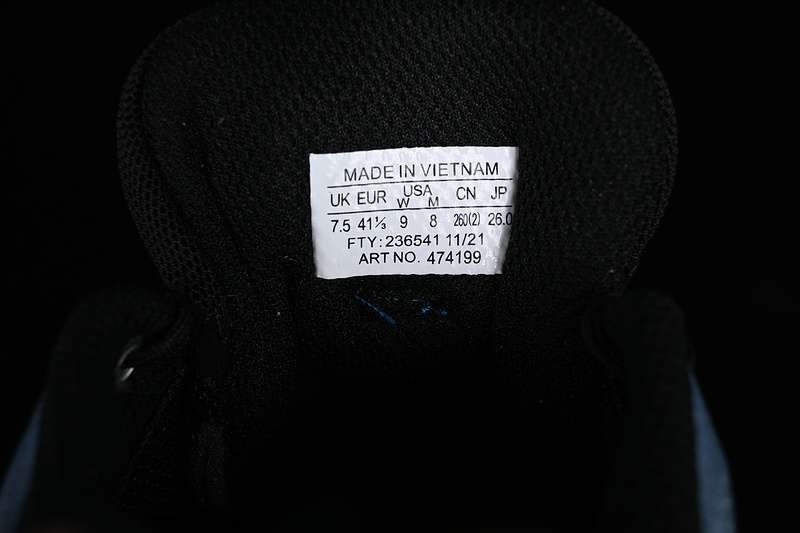 MADE IN VIETNAM
UK EUR USA W M CN JP
7.5 41⅓ 9 8 260(2) 26.0
FTY: 236541 11/21
ART NO. 474199